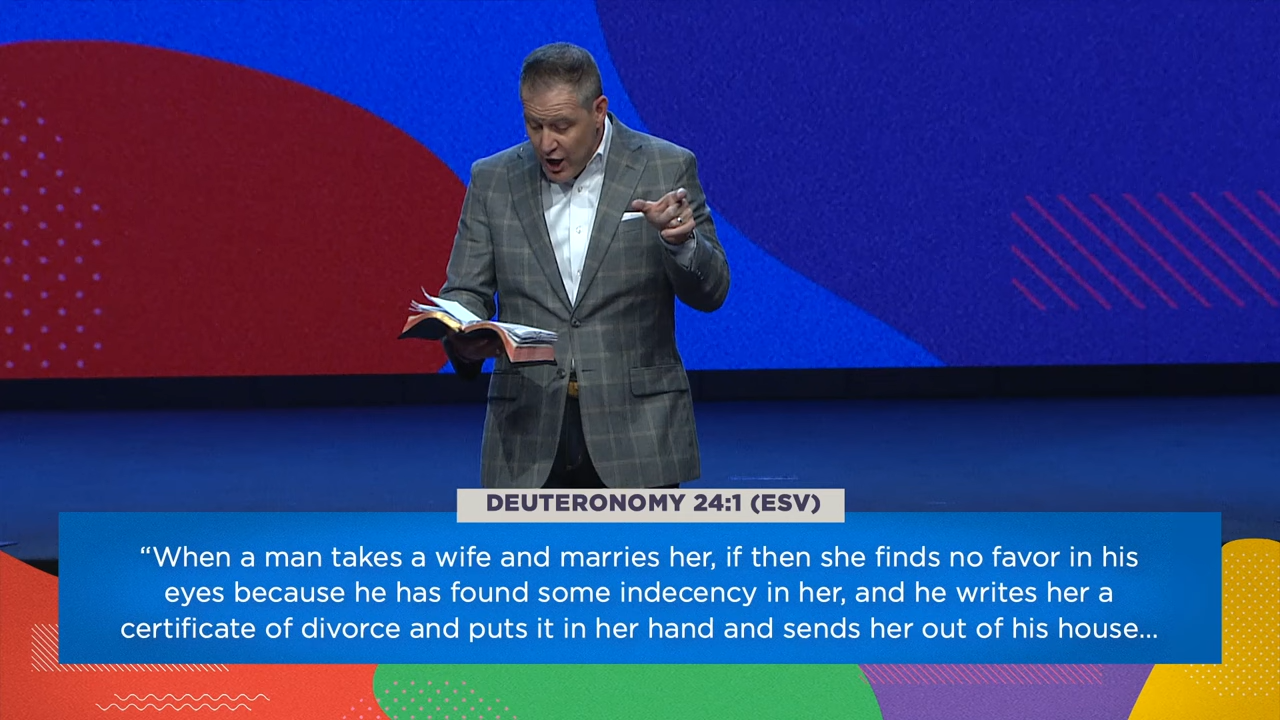 DEUTERONOMY 24:1 (ESV)
“When a man takes a wife and marries her, if then she finds no favor in his
eyes because he has found some indecency in her, and he writes her a
certificate of divorce and puts it in her hand and sends her out of his house...